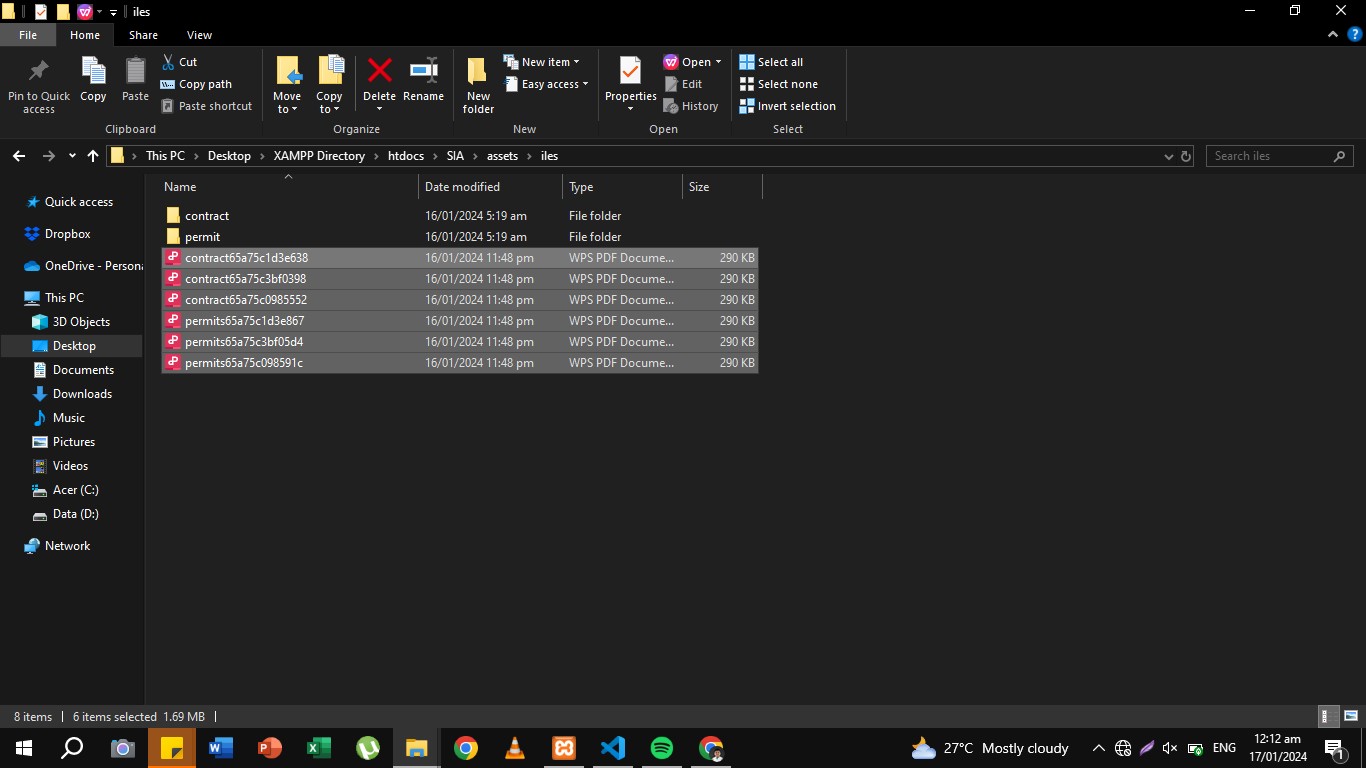 iles
File Home Share View
Pin to Quick access
Copy
Paste
Cut
Copy path
Paste shortcut
Clipboard
Move to
Copy to
Delete
Rename
Organize
New folder
New item
Easy access
New
Properties
Open
Edit
History
Open
Select all
Select none
Invert selection
Select
This PC > Desktop > XAMPP Directory > htdocs > SIA > assets > iles
Search iles
Quick access
Dropbox
OneDrive - Persona
This PC
3D Objects
Desktop
Documents
Downloads
Music
Pictures
Videos
Acer (C:)
Data (D:)
Network
Name Date modified Type Size
contract 16/01/2024 5:19 am File folder
permit 16/01/2024 5:19 am File folder
contract65a75c1d3e638 16/01/2024 11:48 pm WPS PDF Docume... 290 KB
contract65a75c3bf0398 16/01/2024 11:48 pm WPS PDF Docume... 290 KB
contract65a75c0985552 16/01/2024 11:48 pm WPS PDF Docume... 290 KB
permits65a75c1d3e867 16/01/2024 11:48 pm WPS PDF Docume... 290 KB
permits65a75c3bf05d4 16/01/2024 11:48 pm WPS PDF Docume... 290 KB
permits65a75c098591c 16/01/2024 11:48 pm WPS PDF Docume... 290 KB
8 items 6 items selected 1.69 MB
27°C Mostly cloudy
ENG
12:12 am
17/01/2024
1